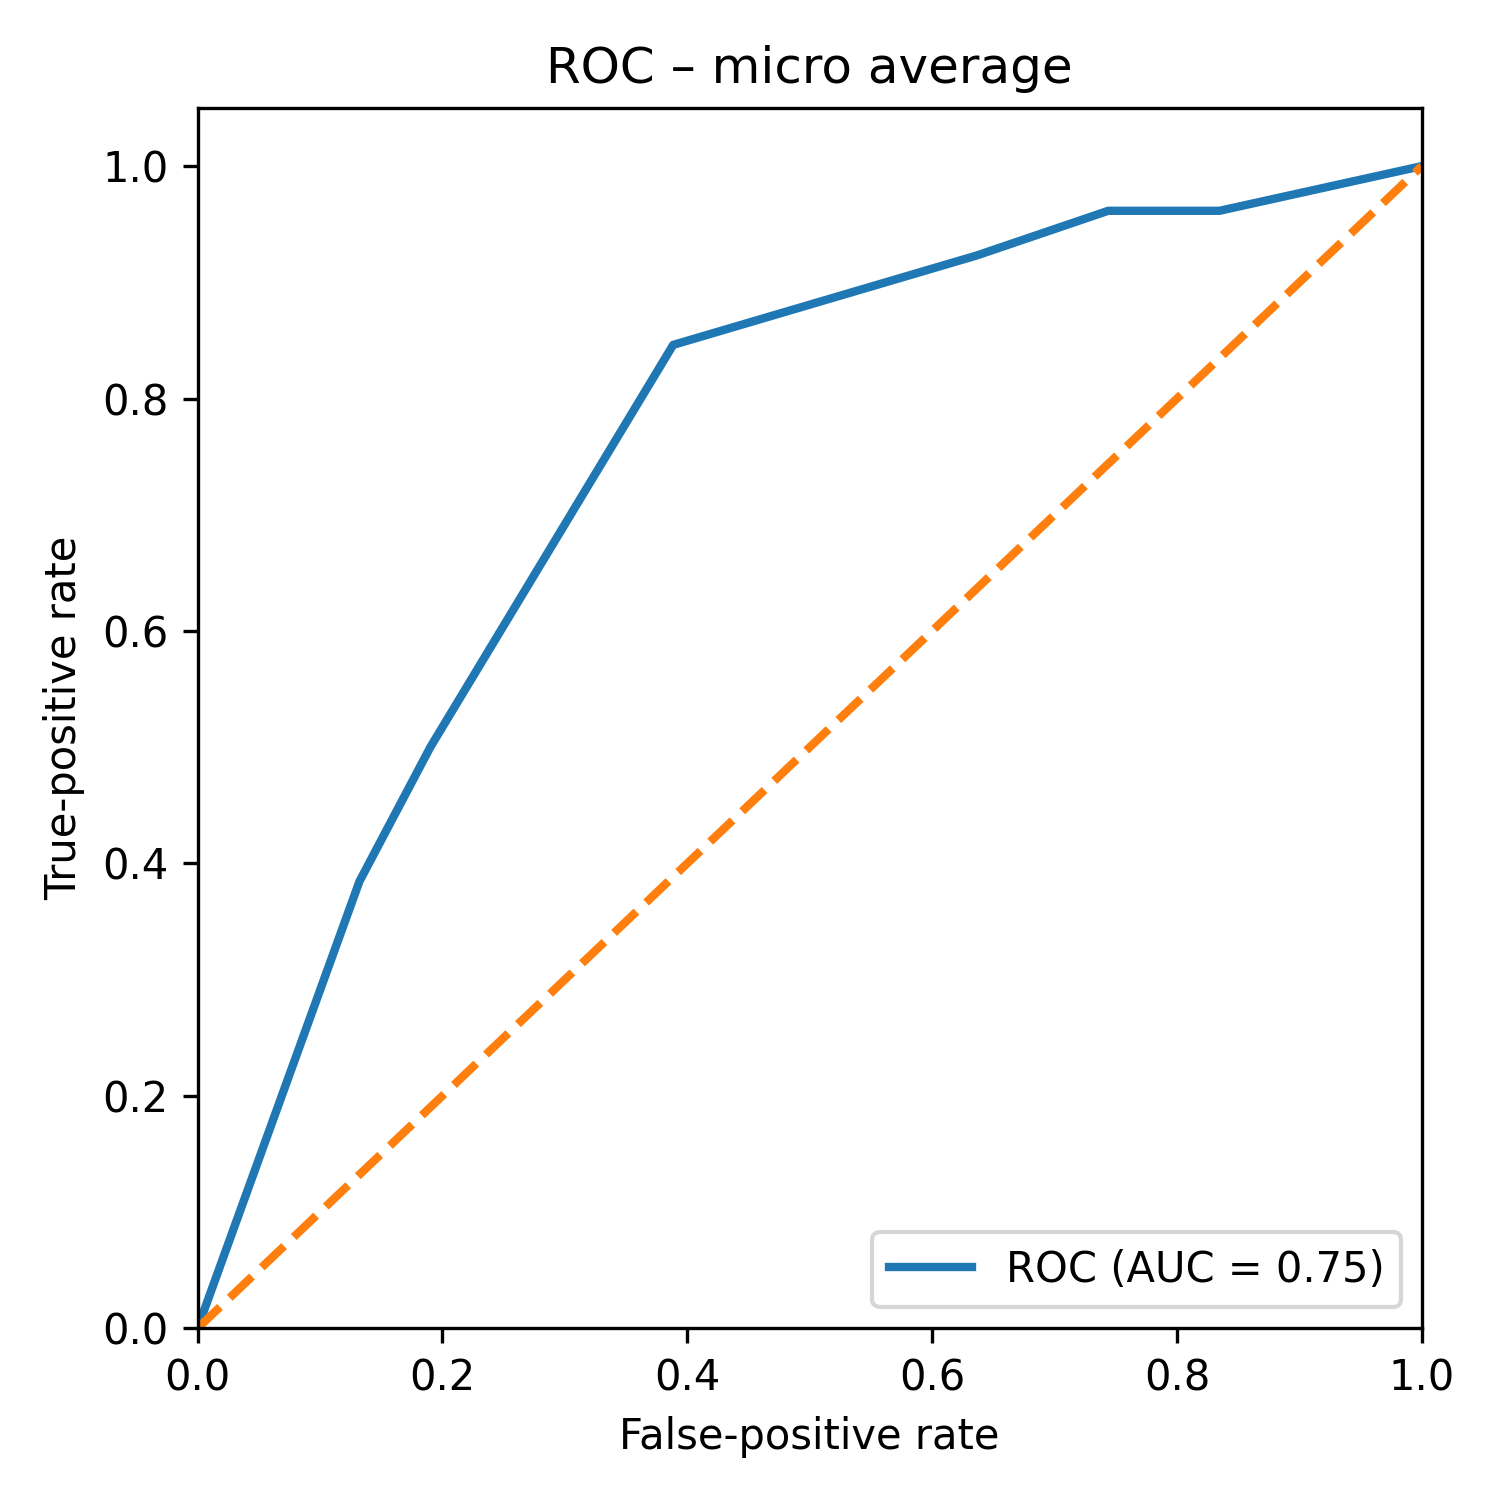 ROC – micro average
1.0
0.8
0.6
0.4
0.2
0.0
True-positive rate
0.0 0.2 0.4 0.6 0.8 1.0
False-positive rate
ROC (AUC = 0.75)